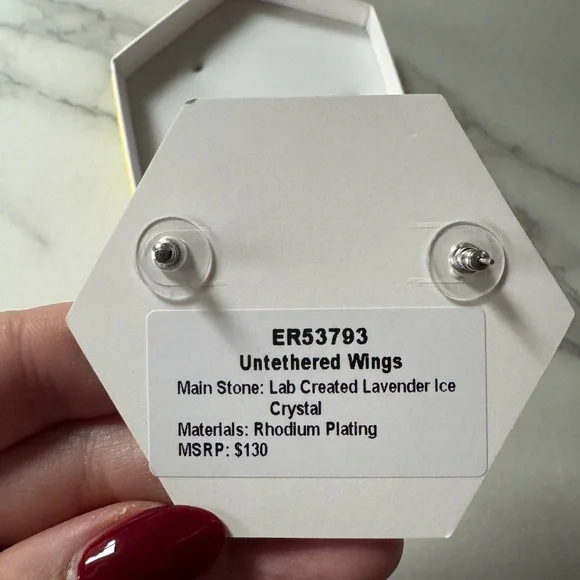 ER53793
Untethered Wings
Main Stone: Lab Created Lavender Ice
Crystal
Materials: Rhodium Plating
MSRP: $130